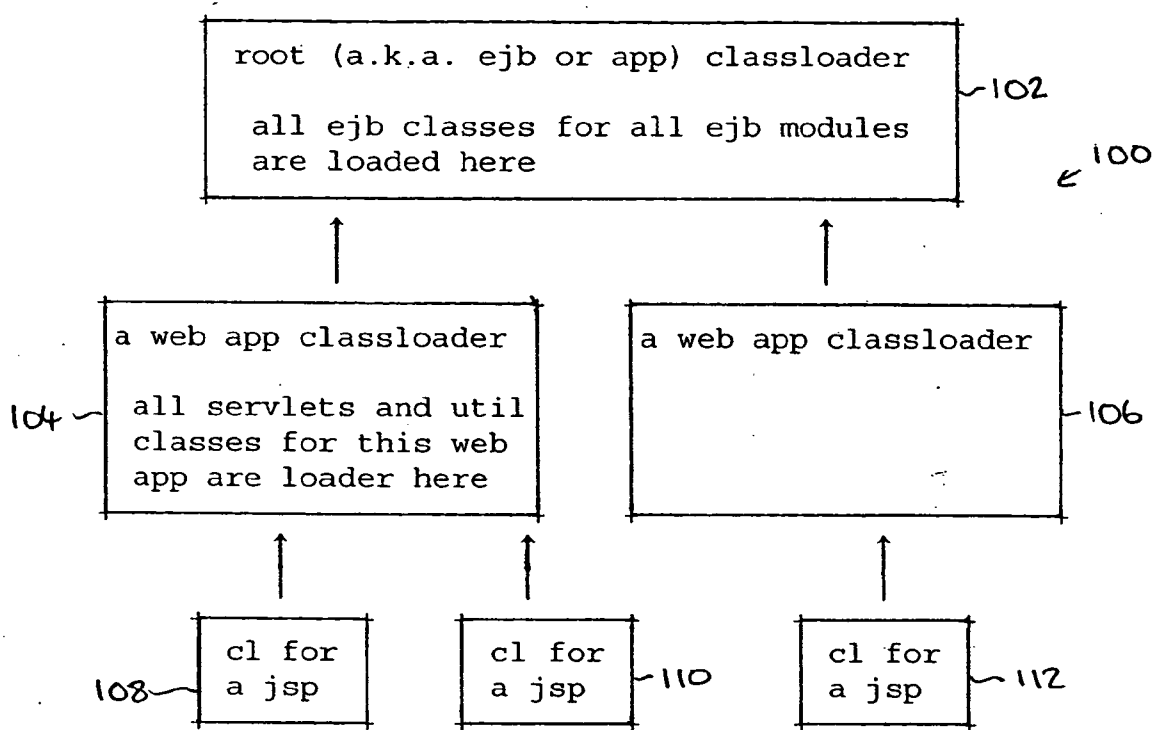 root (a.k.a. ejb or app) classloader
102
all ejb classes for all ejb modules
are loaded here
100
a web app classloader
104
all servlets and util
classes for this web
app are loader here
a web app classloader
106
cl for
a jsp
108
cl for
a jsp
110
cl for
a jsp
112